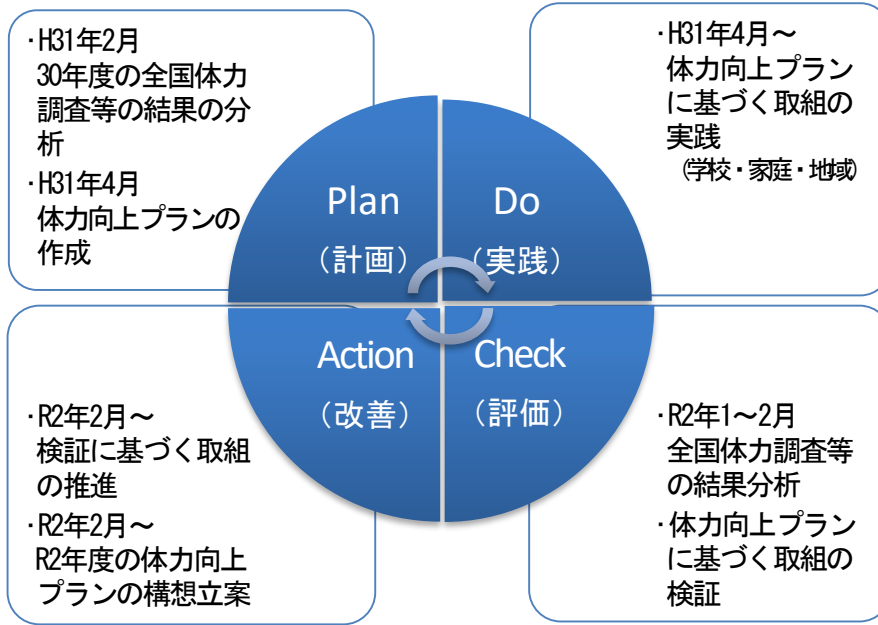 ・H31年2月
30年度の全国体力
調査等の結果の分
析
・H31年4月
体力向上プランの
作成
・H31年4月～
体力向上プラン
に基づく取組の
実践
（学校・家庭・地域）
Plan
（計画）
Do
（実践）
Action
（改善）
Check
（評価）
・R2年2月～
検証に基づく取組
の推進
・R2年2月～
R2年度の体力向上
プランの構想立案
・R2年1～2月
全国体力調査等
の結果分析
・体力向上プラン
に基づく取組の
検証